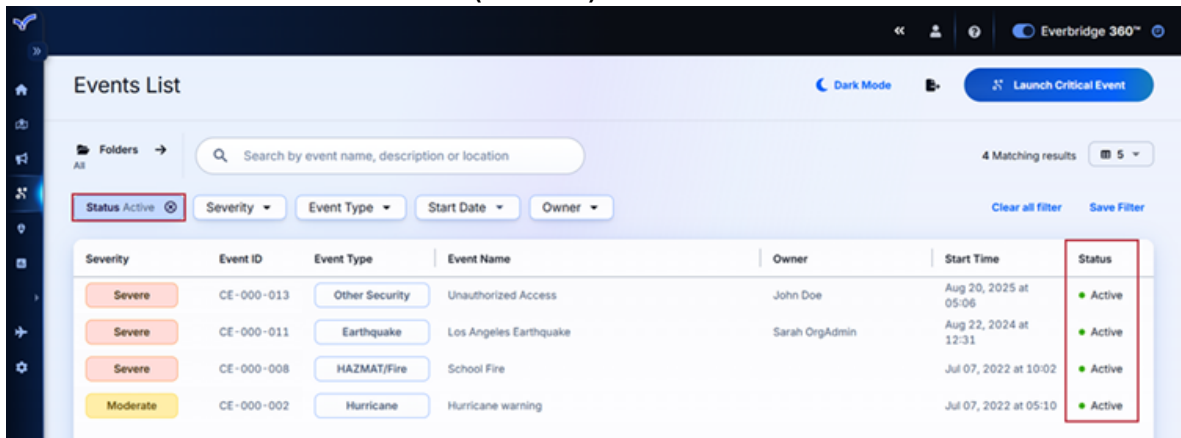 Everbridge 360™
Events List
Dark Mode
Launch Critical Event
Folders
All
Search by event name, description or location
4 Matching results
5
Status Active
Severity
Event Type
Start Date
Owner
Clear all filter
Save Filter
Severity Event ID Event Type Event Name Owner Start Time Status
Severe CE-000-013 Other Security Unauthorized Access John Doe Aug 20, 2025 at
05:06 Active
Severe CE-000-011 Earthquake Los Angeles Earthquake Sarah OrgAdmin Aug 22, 2024 at
12:31 Active
Severe CE-000-008 HAZMAT/Fire School Fire Jul 07, 2022 at 10:02 Active
Moderate CE-000-002 Hurricane Hurricane warning Jul 07, 2022 at 05:10 Active